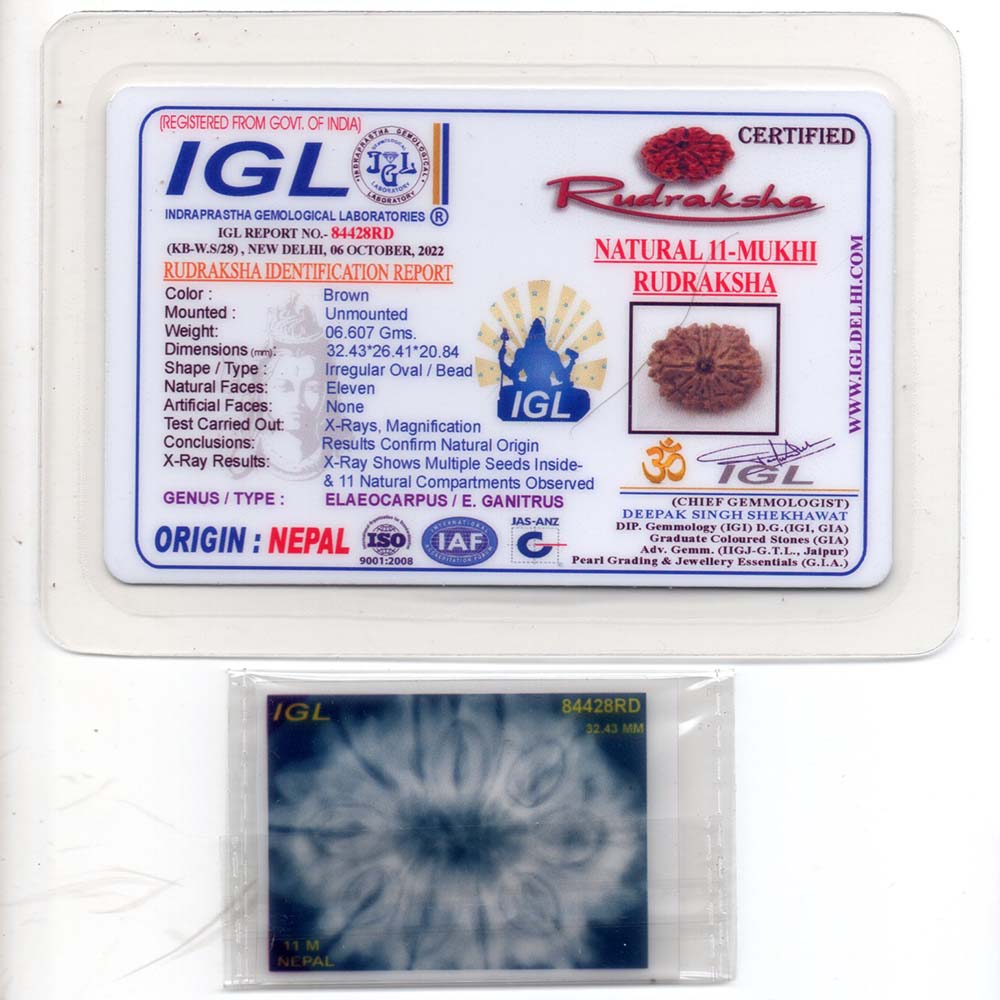 (REGISTERED FROM GOVT. OF INDIA)
IGL
INDRAPRASTHA GEMOLOGICAL LABORATORY
GEMOLOGICAL
IGL
LABORATORY
INDRAPRASTHA GEMOLOGICAL LABORATORIES ®
IGL REPORT NO.- 84428RD
(KB-W.S/28) , NEW DELHI, 06 OCTOBER, 2022
RUDRAKSHA IDENTIFICATION REPORT
Color : Brown
Mounted : Unmounted
Weight: 06.607 Gms.
Dimensions (mm): 32.43*26.41*20.84
Shape / Type : Irregular Oval / Bead
Natural Faces: Eleven
Artificial Faces: None
Test Carried Out: X-Rays, Magnification
Conclusions: Results Confirm Natural Origin
X-Ray Results: X-Ray Shows Multiple Seeds Inside-
& 11 Natural Compartments Observed
GENUS / TYPE : ELAEOCARPUS / E. GANITRUS
ORIGIN : NEPAL
ISO
9001:2008
INTERNATIONAL
IAF
ACCREDITATION FORUM
JAS-ANZ
IGL
CERTIFIED
Rudraksha
NATURAL 11-MUKHI
RUDRAKSHA
WWW.IGLDELHI.COM
ॐ
IGL
(CHIEF GEMMOLOGIST)
DEEPAK SINGH SHEKHAWAT
DIP. Gemmology (IGI) D.G.(IGI, GIA)
Graduate Coloured Stones (GIA)
Adv. Gemm. (IIGJ-G.T.L., Jaipur)
Pearl Grading & Jewellery Essentials (G.I.A.)
IGL
84428RD
32.43 MM
11 M
NEPAL